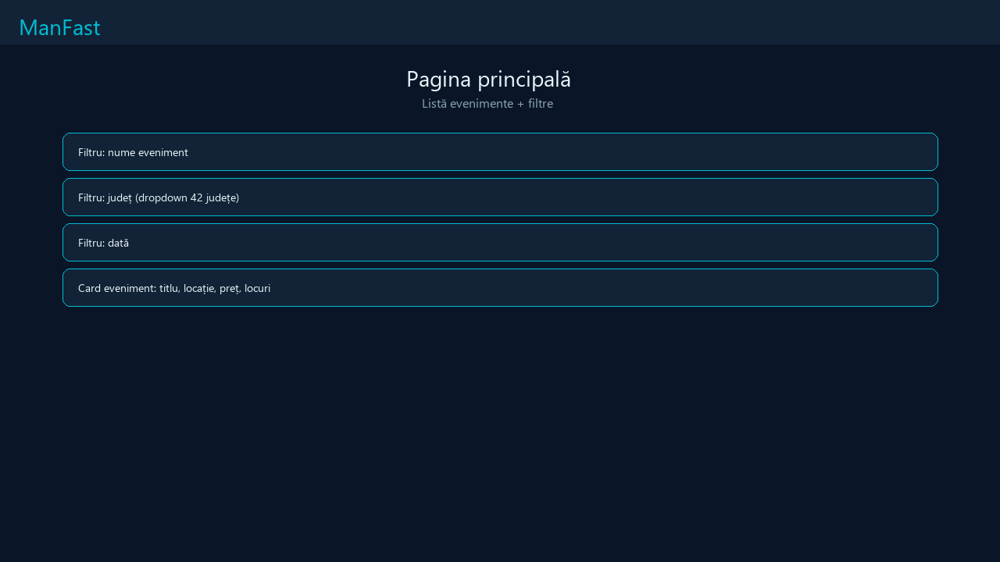 ManFast
Pagina principală
Listă evenimente + filtre
Filtru: nume eveniment
Filtru: județ (dropdown 42 județe)
Filtru: dată
Card eveniment: titlu, locație, preț, locuri